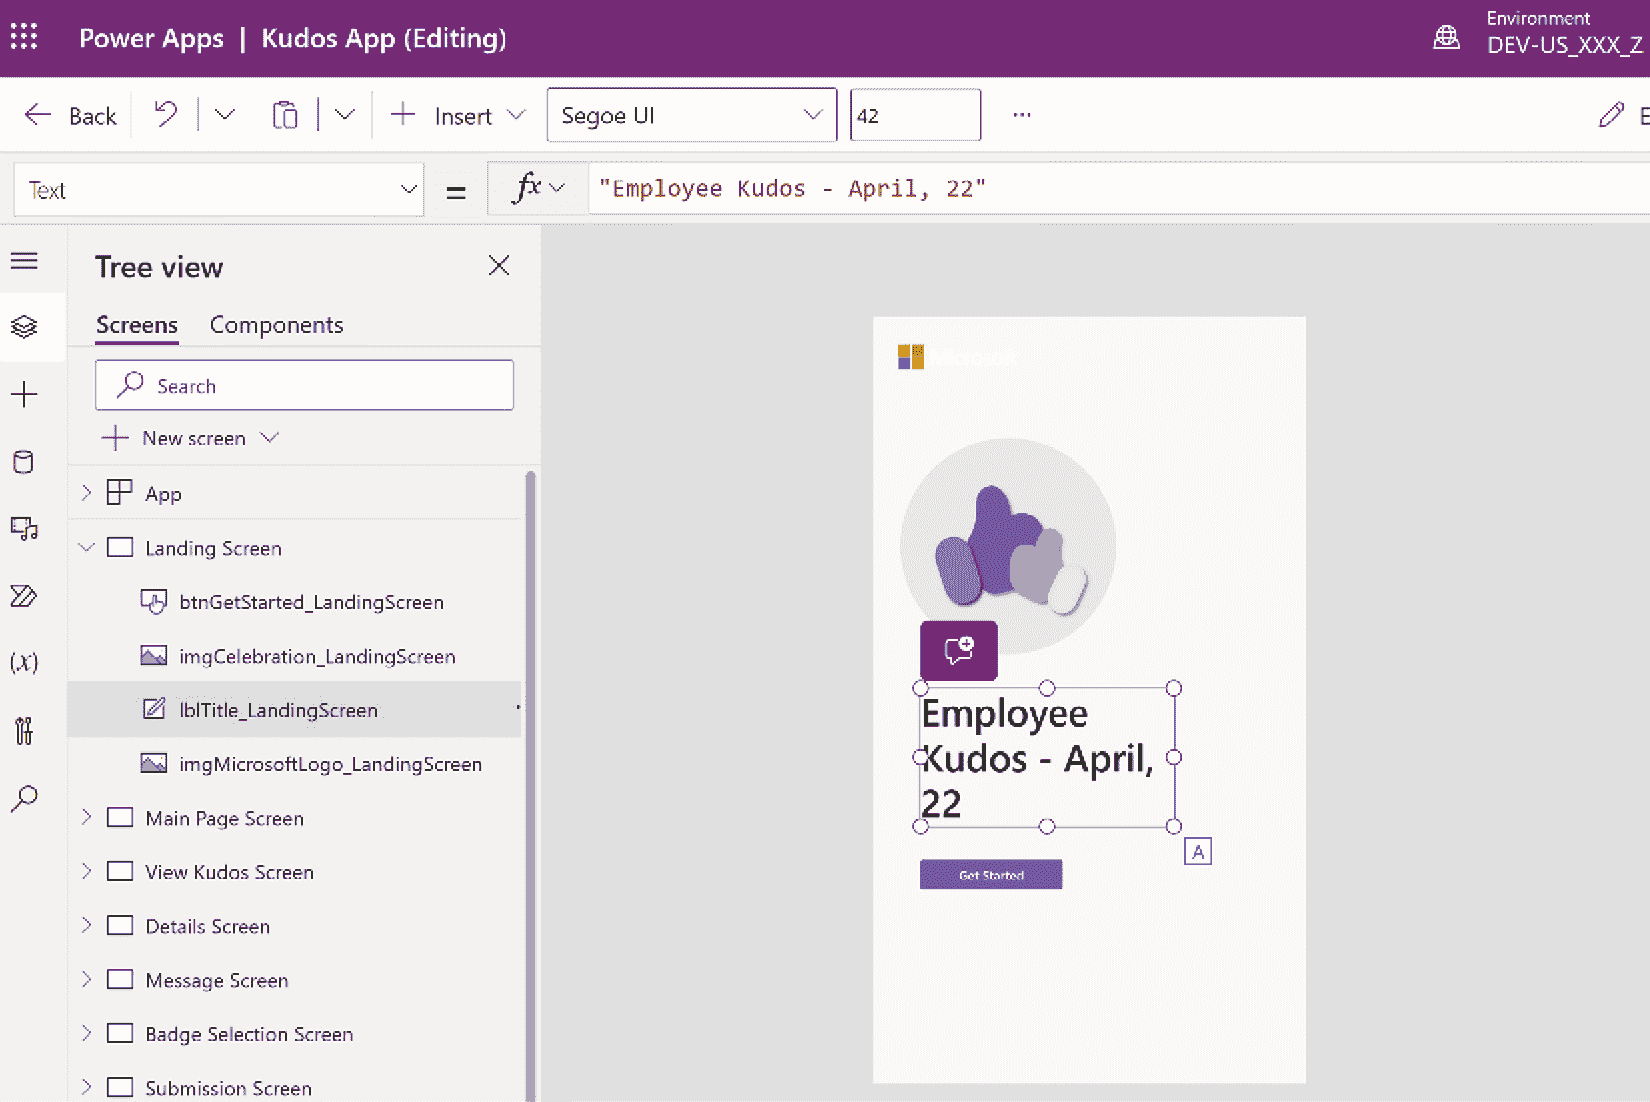 Power Apps | Kudos App (Editing)
Environment
DEV-US_XXX_Z
Back
Insert
Segoe UI
42
...
Text
=
fx
"Employee Kudos - April, 22"
Tree view
Screens
Components
Search
New screen
App
Landing Screen
btnGetStarted_LandingScreen
imgCelebration_LandingScreen
lblTitle_LandingScreen
imgMicrosoftLogo_LandingScreen
Main Page Screen
View Kudos Screen
Details Screen
Message Screen
Badge Selection Screen
Submission Screen
(x)
Microsoft
Employee
Kudos - April,
22
A
Get Started